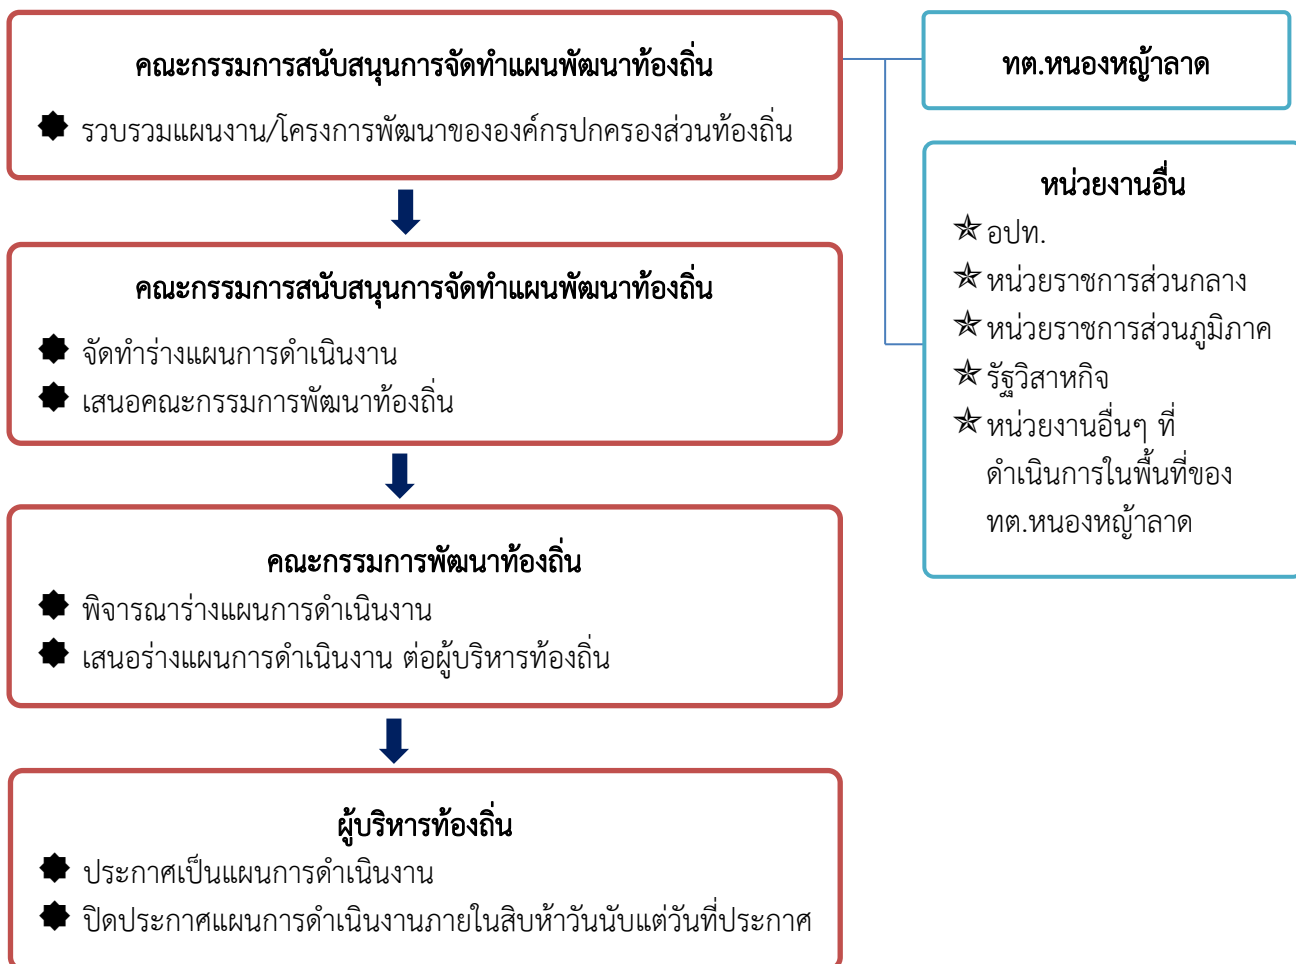 คณะกรรมการสนับสนุนการจัดทำแผนพัฒนาท้องถิ่น
รวบรวมแผนงาน/โครงการพัฒนาขององค์กรปกครองส่วนท้องถิ่น
ทต.หนองหญ้าลาด
หน่วยงานอื่น
อปท.
หน่วยราชการส่วนกลาง
หน่วยราชการส่วนภูมิภาค
รัฐวิสาหกิจ
หน่วยงานอื่นๆ ที่
ดำเนินการในพื้นที่ของ
ทต.หนองหญ้าลาด
คณะกรรมการสนับสนุนการจัดทำแผนพัฒนาท้องถิ่น
จัดทำร่างแผนการดำเนินงาน
เสนอคณะกรรมการพัฒนาท้องถิ่น
คณะกรรมการพัฒนาท้องถิ่น
พิจารณาร่างแผนการดำเนินงาน
เสนอร่างแผนการดำเนินงาน ต่อผู้บริหารท้องถิ่น
ผู้บริหารท้องถิ่น
ประกาศเป็นแผนการดำเนินงาน
ปิดประกาศแผนการดำเนินงานภายในสิบห้าวันนับแต่วันที่ประกาศ